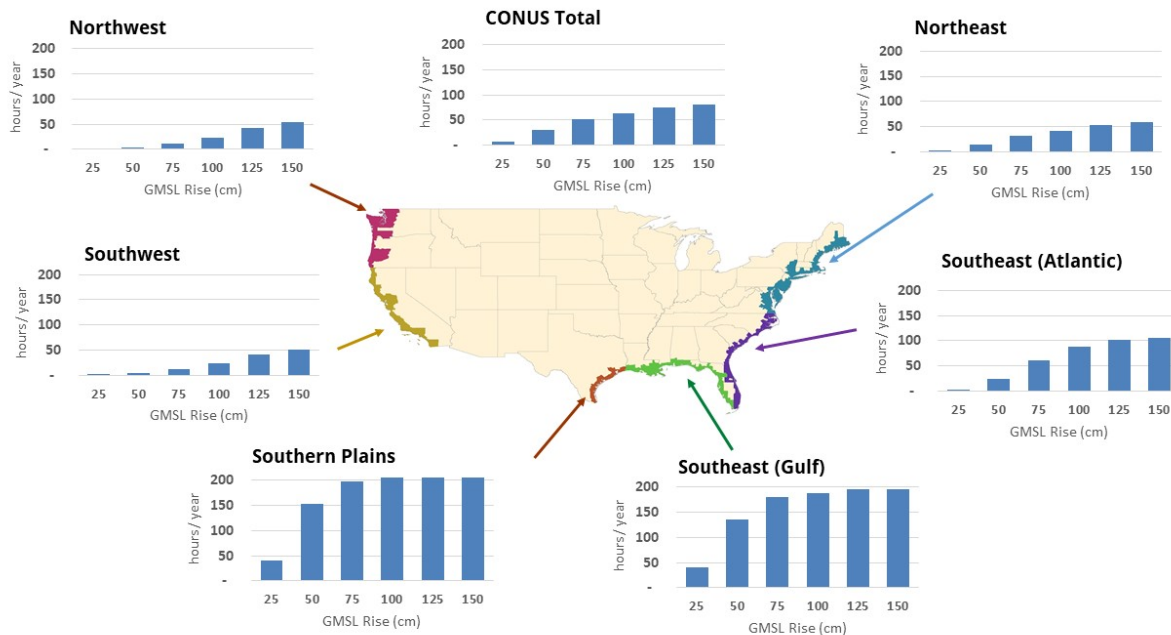 Northwest
200
150
100
50
-
hours/ year
25 50 75 100 125 150
GMSL Rise (cm)
CONUS Total
200
150
100
50
-
hours/ year
25 50 75 100 125 150
GMSL Rise (cm)
Northeast
200
150
100
50
-
hours/ year
25 50 75 100 125 150
GMSL Rise (cm)
Southwest
200
150
100
50
-
hours/ year
25 50 75 100 125 150
GMSL Rise (cm)
Southeast (Atlantic)
200
150
100
50
-
hours/ year
25 50 75 100 125 150
GMSL Rise (cm)
Southern Plains
200
150
100
50
-
hours/ year
25 50 75 100 125 150
GMSL Rise (cm)
Southeast (Gulf)
200
150
100
50
-
hours/ year
25 50 75 100 125 150
GMSL Rise (cm)